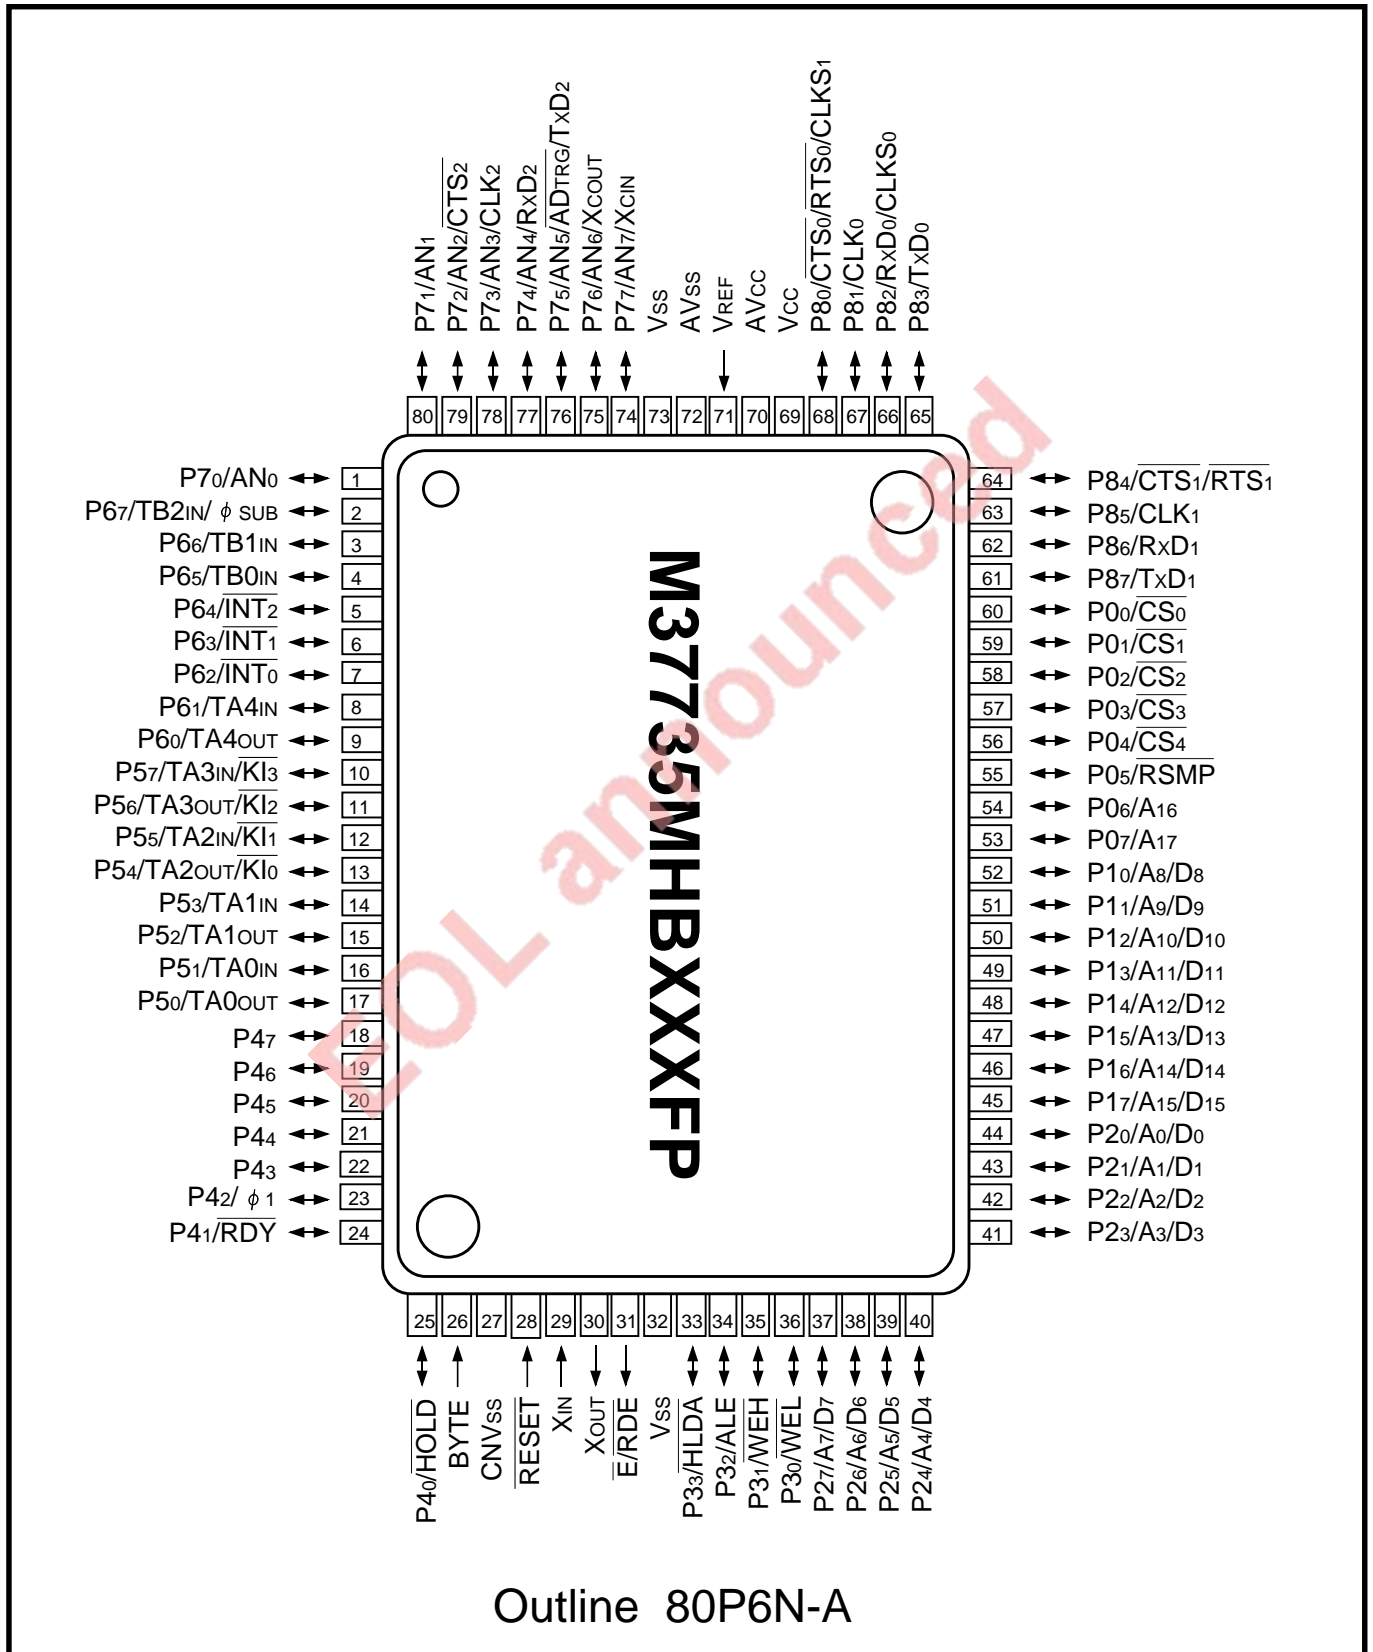 P71/AN1
P72/AN2/CTS2
P73/AN3/CLK2
P74/AN4/RxD2
P75/AN5/ADTRG/TxD2
P76/AN6/XCOUT
P77/AN7/XCIN
VSS
AVSS
VREF
AVCC
VCC
P80/CTS0/RTS0/CLKS1
P81/CLK0
P82/RxD0/CLKS0
P83/TxD0
80 79 78 77 76 75 74 73 72 71 70 69 68 67 66 65
P70/AN0 1
P67/TB2IN/ φ SUB 2
P66/TB1IN 3
P65/TB0IN 4
P64/INT2 5
P63/INT1 6
P62/INT0 7
P61/TA4IN 8
P60/TA4OUT 9
P57/TA3IN/KI3 10
P56/TA3OUT/KI2 11
P55/TA2IN/KI1 12
P54/TA2OUT/KI0 13
P53/TA1IN 14
P52/TA1OUT 15
P51/TA0IN 16
P50/TA0OUT 17
P47 18
P46 19
P45 20
P44 21
P43 22
P42/ φ 1 23
P41/RDY 24
M37735MHBXXXFP
EOL announced
64 P84/CTS1/RTS1
63 P85/CLK1
62 P86/RxD1
61 P87/TxD1
60 P00/CS0
59 P01/CS1
58 P02/CS2
57 P03/CS3
56 P04/CS4
55 P05/RSMP
54 P06/A16
53 P07/A17
52 P10/A8/D8
51 P11/A9/D9
50 P12/A10/D10
49 P13/A11/D11
48 P14/A12/D12
47 P15/A13/D13
46 P16/A14/D14
45 P17/A15/D15
44 P20/A0/D0
43 P21/A1/D1
42 P22/A2/D2
41 P23/A3/D3
25 26 27 28 29 30 31 32 33 34 35 36 37 38 39 40
P40/HOLD
BYTE
CNVSS
RESET
XIN
XOUT
E/RDE
VSS
P33/HLDA
P32/ALE
P31/WEH
P30/WEL
P27/A7/D7
P26/A6/D6
P25/A5/D5
P24/A4/D4
Outline 80P6N-A